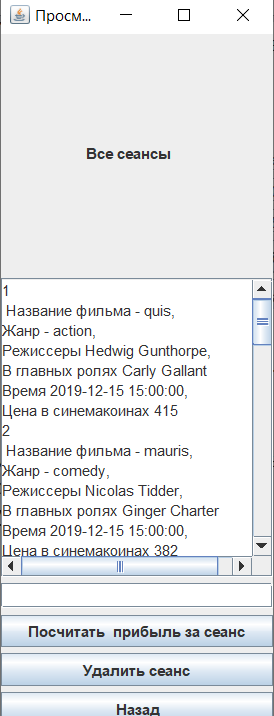 Просм...
Все сеансы
1
Название фильма - quis,
Жанр - action,
Режиссеры Hedwig Gunthorpe,
В главных ролях Carly Gallant
Время 2019-12-15 15:00:00,
Цена в синемакоинах 415
2
Название фильма - mauris,
Жанр - comedy,
Режиссеры Nicolas Tidder,
В главных ролях Ginger Charter
Время 2019-12-15 15:00:00,
Цена в синемакоинах 382
Посчитать прибыль за сеанс
Удалить сеанс
Назад